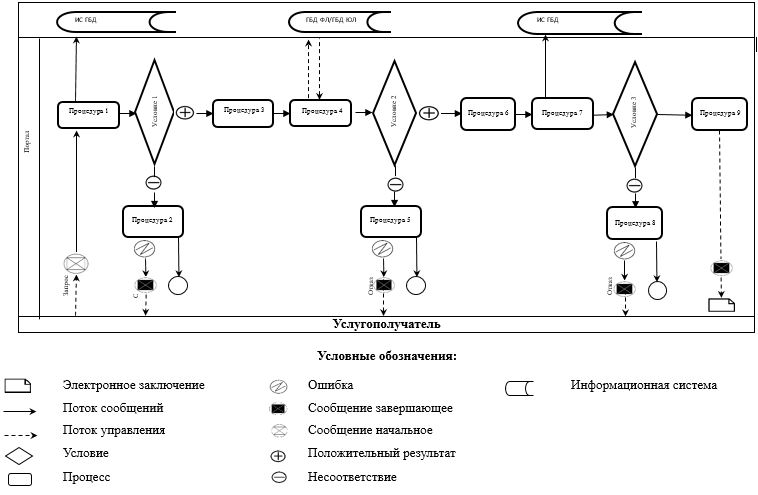 ИС ГБД
ГБД ФЛ/ГБД ЮЛ
ИС ГБД
Портал
Процедура 1
Условие 1
Процедура 3
Процедура 4
Условие 2
Процедура 6
Процедура 7
Условие 3
Процедура 9
Процедура 2
Процедура 5
Процедура 8
Запрос
С
Отказ
Отказ
Услугополучатель
Условные обозначения:
Электронное заключение
Ошибка
Информационная система
Поток сообщений
Сообщение завершающее
Поток управления
Сообщение начальное
Условие
Положительный результат
Процесс
Несоответствие